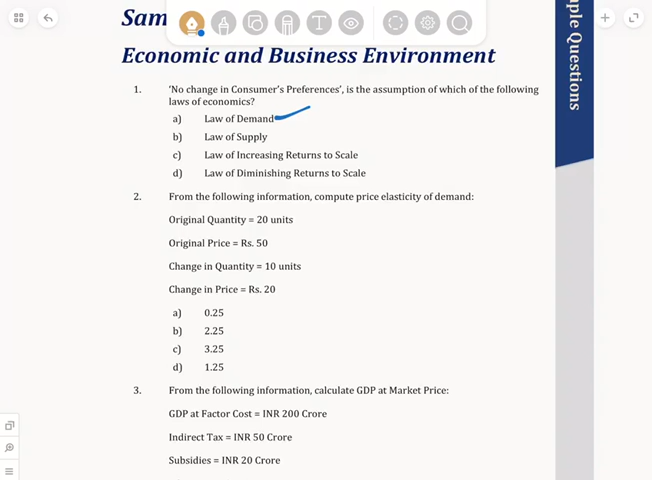 Sam
Economic and Business Environment
ple Questions
1. 'No change in Consumer's Preferences', is the assumption of which of the following
laws of economics?
a) Law of Demand
b) Law of Supply
c) Law of Increasing Returns to Scale
d) Law of Diminishing Returns to Scale
2. From the following information, compute price elasticity of demand:
Original Quantity = 20 units
Original Price = Rs. 50
Change in Quantity = 10 units
Change in Price = Rs. 20
a) 0.25
b) 2.25
c) 3.25
d) 1.25
3. From the following information, calculate GDP at Market Price:
GDP at Factor Cost = INR 200 Crore
Indirect Tax = INR 50 Crore
Subsidies = INR 20 Crore